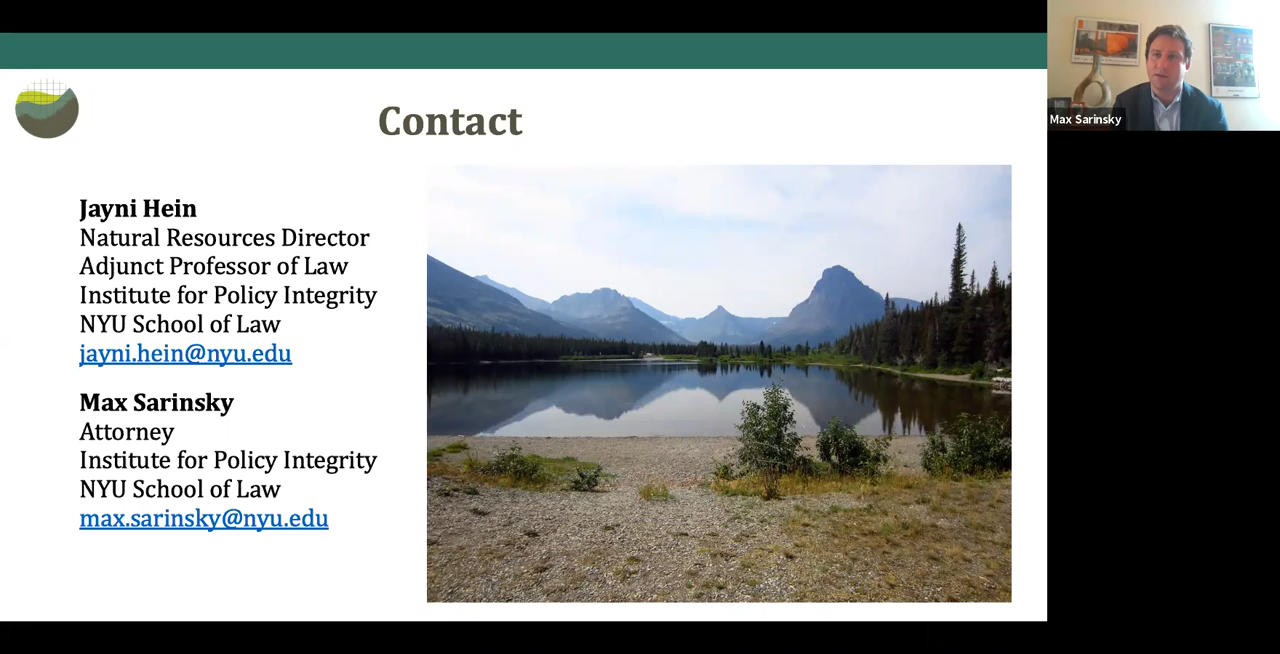 Contact
Jayni Hein
Natural Resources Director
Adjunct Professor of Law
Institute for Policy Integrity
NYU School of Law
jayni.hein@nyu.edu
Max Sarinsky
Attorney
Institute for Policy Integrity
NYU School of Law
max.sarinsky@nyu.edu
Max Sarinsky